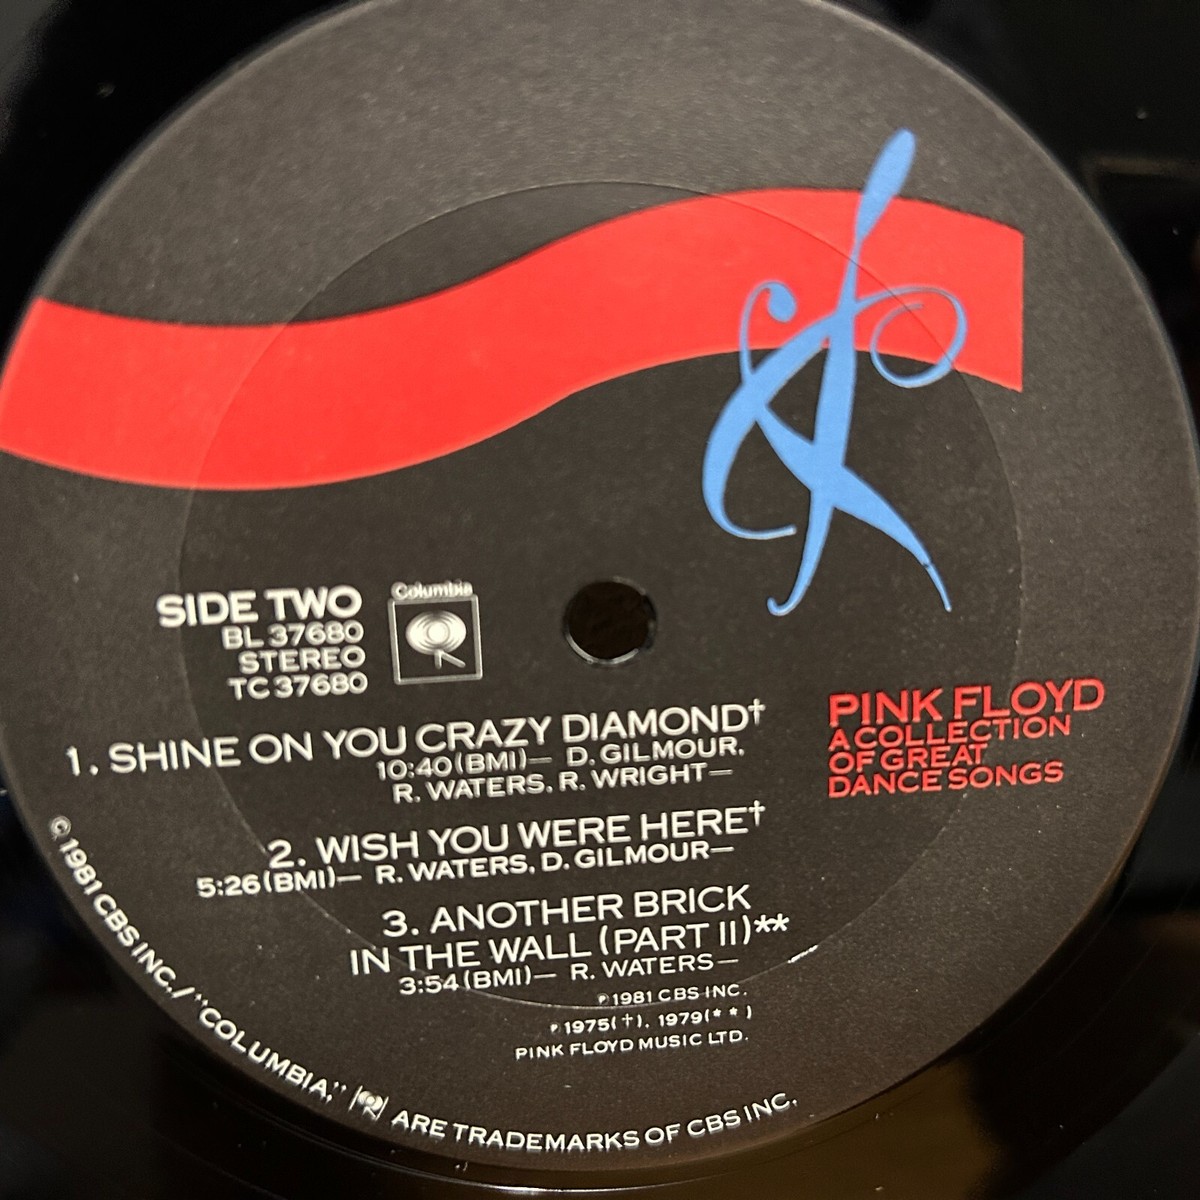 SIDE TWO
BL 37680
STEREO
TC 37680
Columbia
1. SHINE ON YOU CRAZY DIAMOND†
10:40(BMI)— D. GILMOUR,
R. WATERS, R. WRIGHT—
2. WISH YOU WERE HERE†
5:26(BMI)— R. WATERS, D. GILMOUR—
3. ANOTHER BRICK
IN THE WALL (PART II)**
3:54(BMI)— R. WATERS—
℗1981 CBS INC.
℗1975(†), 1979(**)
PINK FLOYD MUSIC LTD.
PINK FLOYD
A COLLECTION
OF GREAT
DANCE SONGS
©1981 CBS INC./"COLUMBIA," ARE TRADEMARKS OF CBS INC.